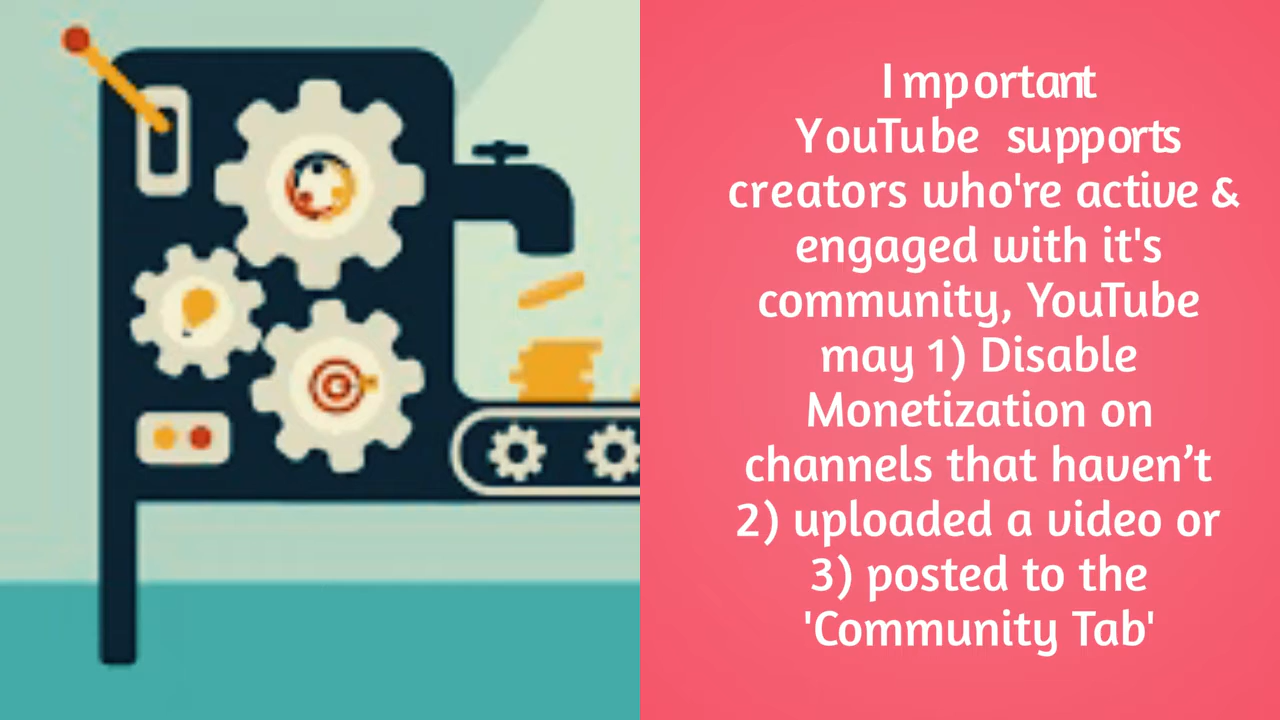 Important
YouTube supports
creators who're active &
engaged with it's
community, YouTube
may 1) Disable
Monetization on
channels that haven’t
2) uploaded a video or
3) posted to the
'Community Tab'